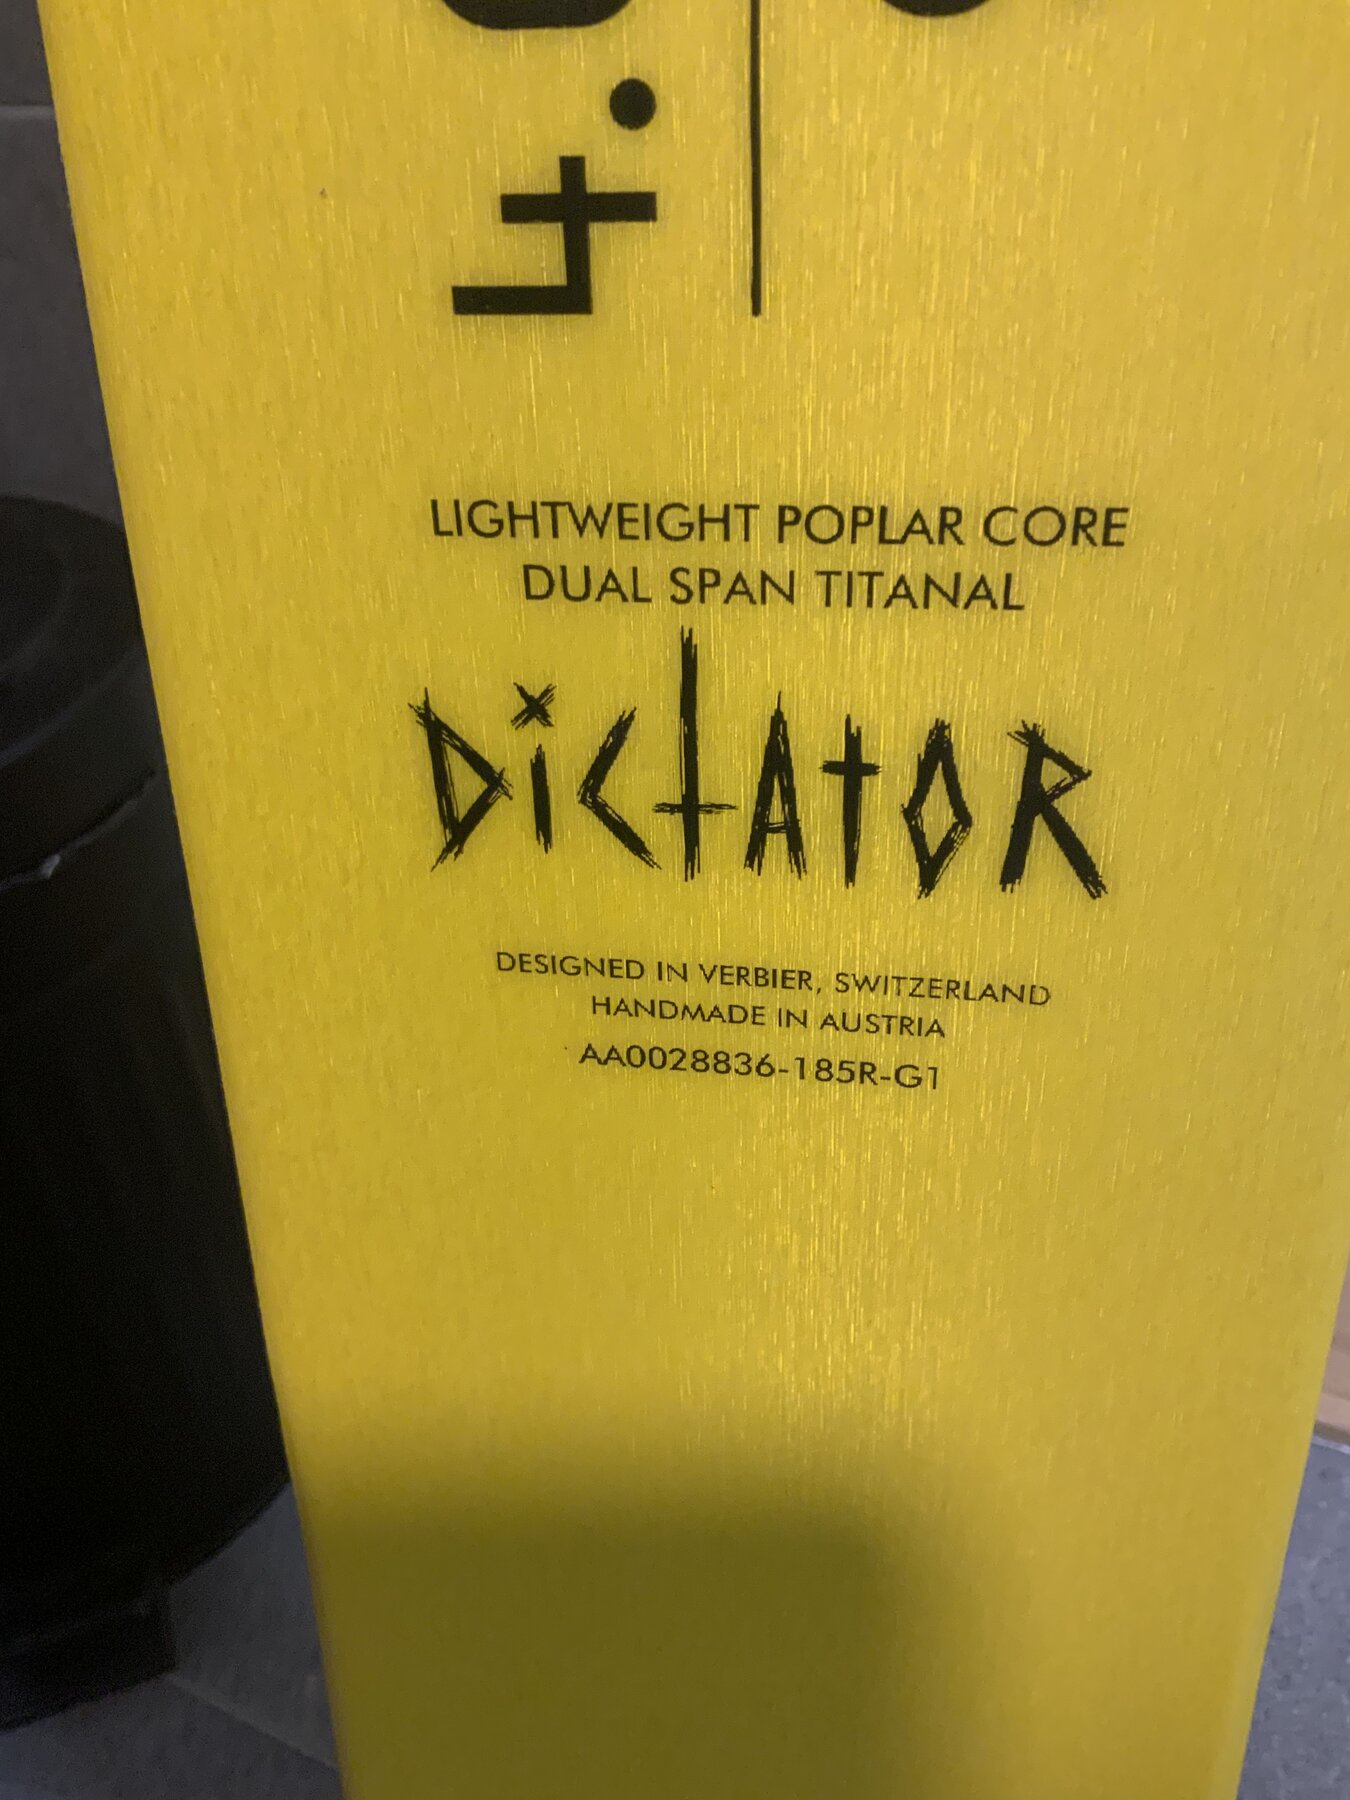 LIGHTWEIGHT POPLAR CORE
DUAL SPAN TITANAL
DiCTATOR
DESIGNED IN VERBIER, SWITZERLAND
HANDMADE IN AUSTRIA
AA0028836-185R-G1